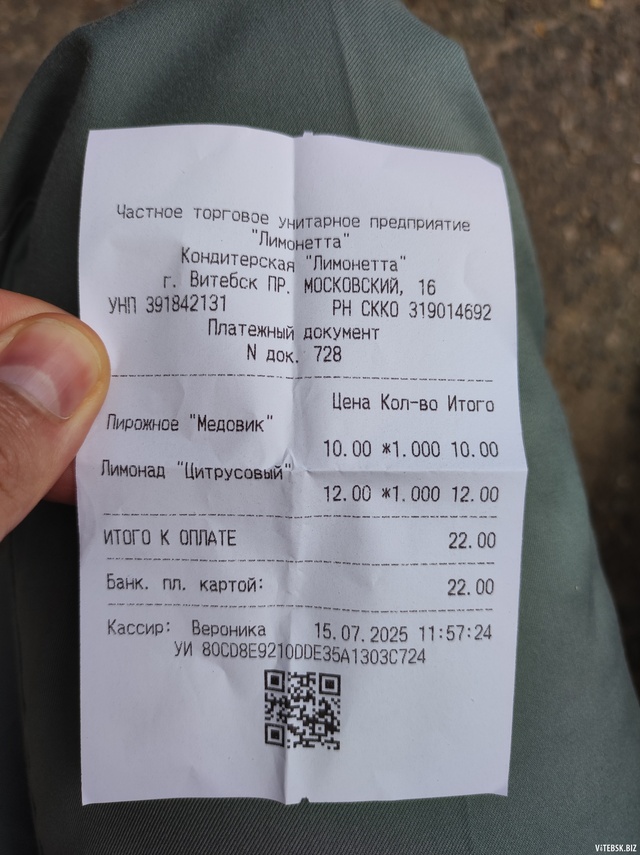 Частное торговое унитарное предприятие
"Лимонетта"
Кондитерская "Лимонетта"
г. Витебск ПР. МОСКОВСКИЙ, 16
УНП 391842131 РН СККО 319014692
Платежный документ
N док. 728
Цена Кол-во Итого
Пирожное "Медовик"
10.00 *1.000 10.00
Лимонад "Цитрусовый"
12.00 *1.000 12.00
ИТОГО К ОПЛАТЕ 22.00
Банк. пл. картой: 22.00
Кассир: Вероника 15.07.2025 11:57:24
УИ 80CD8E9210DDE35A1303C724
ViTEBSK.BIZ